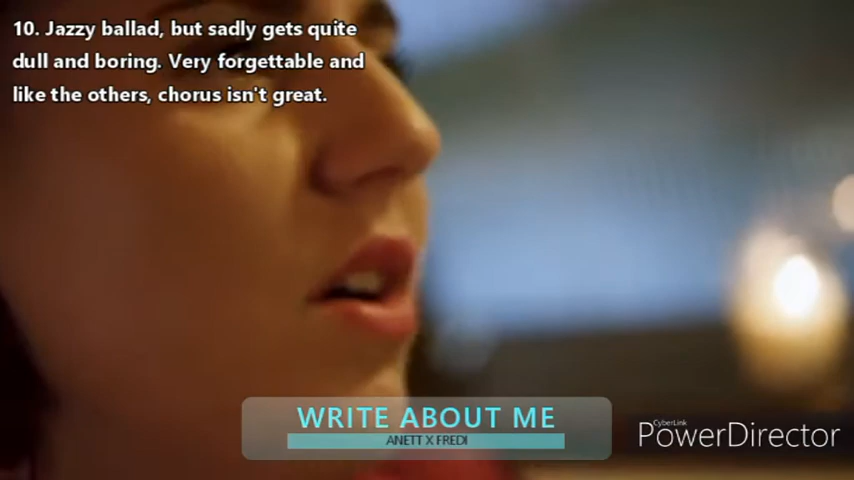 10. Jazzy ballad, but sadly gets quite
dull and boring. Very forgettable and
like the others, chorus isn't great.
WRITE ABOUT ME
ANETT X FREDI
CyberLink
PowerDirector